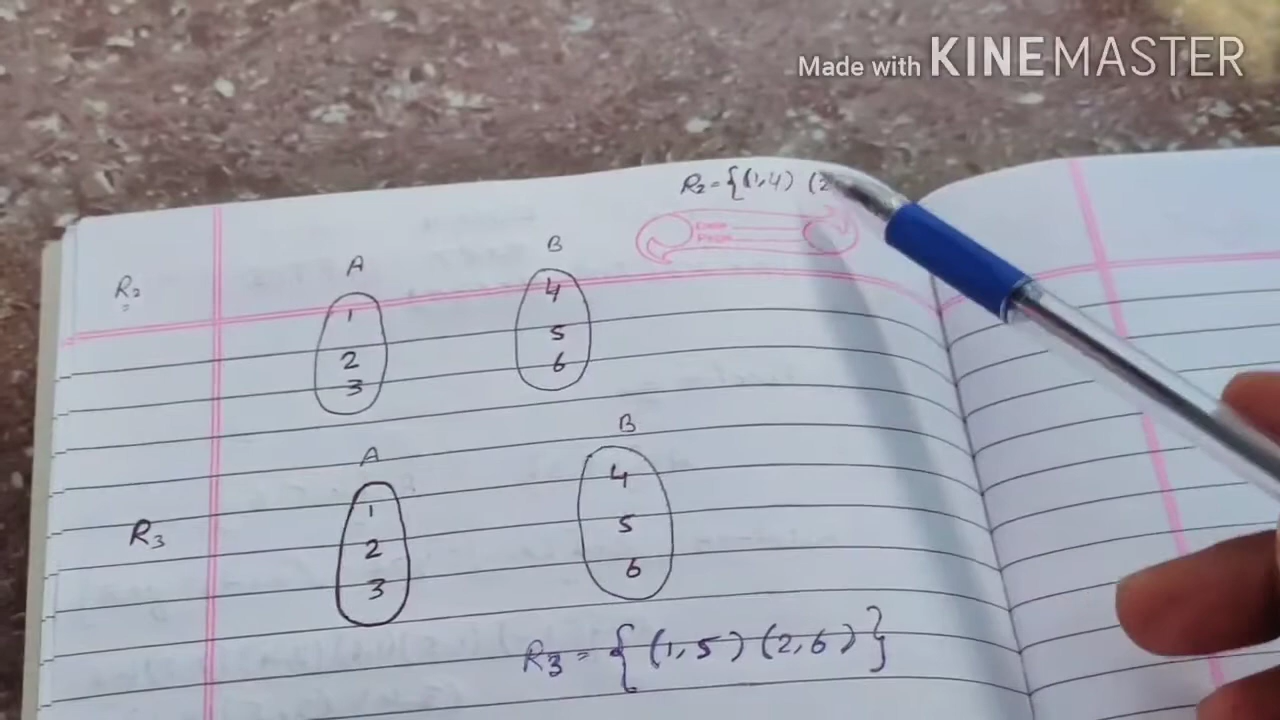 Made with KINEMASTER
R2 = {(1,4) (2
A B
R2
1 4
2 5
3 6
A B
1 4
R3 2 5
3 6
R3 = {(1,5) (2,6)}